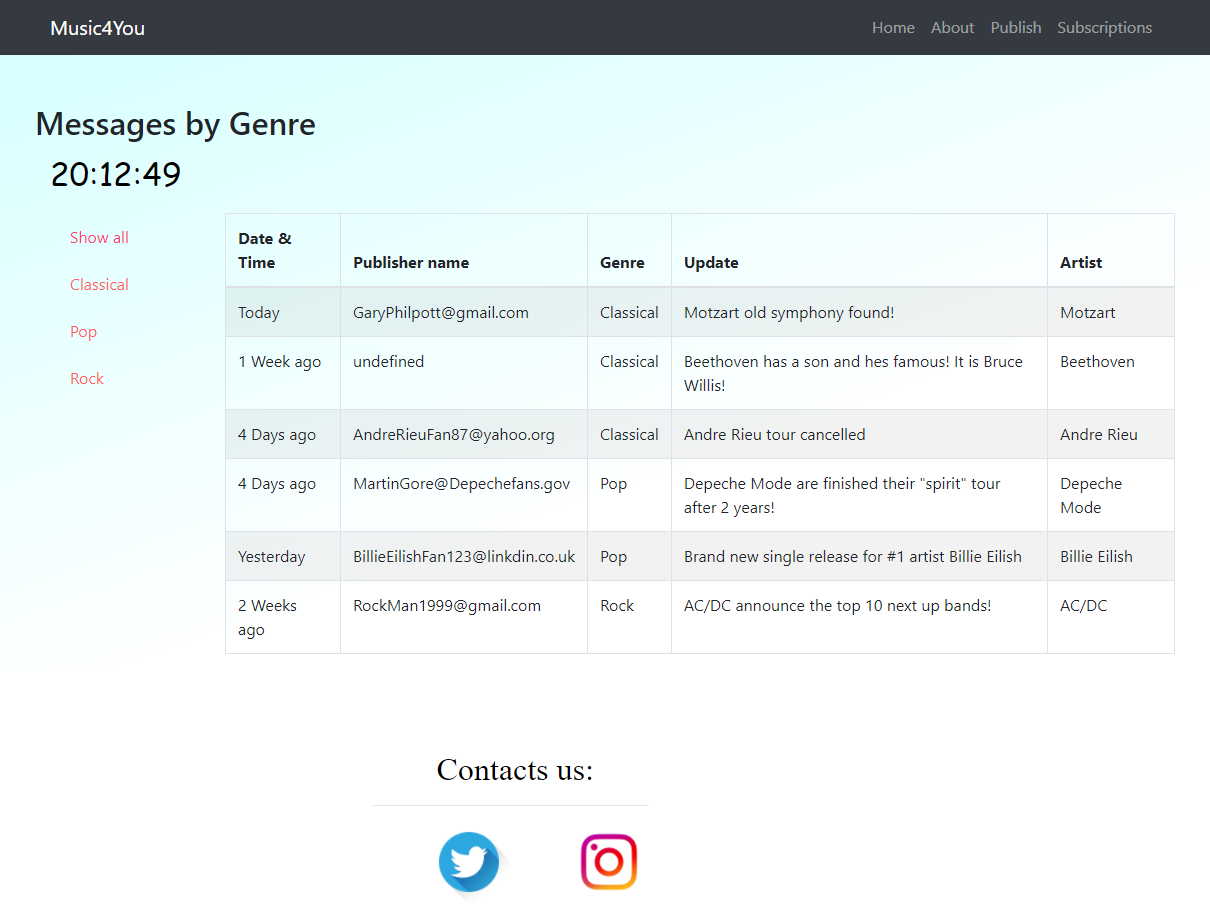 Music4You
Home About Publish Subscriptions
Messages by Genre
20:12:49
Show all
Classical
Pop
Rock
Date &
Time Publisher name Genre Update Artist
Today GaryPhilpott@gmail.com Classical Motzart old symphony found! Motzart
1 Week ago undefined Classical Beethoven has a son and hes famous! It is Bruce Beethoven
Willis!
4 Days ago AndreRieuFan87@yahoo.org Classical Andre Rieu tour cancelled Andre Rieu
4 Days ago MartinGore@Depechefans.gov Pop Depeche Mode are finished their "spirit" tour Depeche
after 2 years! Mode
Yesterday BillieEilishFan123@linkdin.co.uk Pop Brand new single release for #1 artist Billie Eilish Billie Eilish
2 Weeks RockMan1999@gmail.com Rock AC/DC announce the top 10 next up bands! AC/DC
ago
Contacts us: